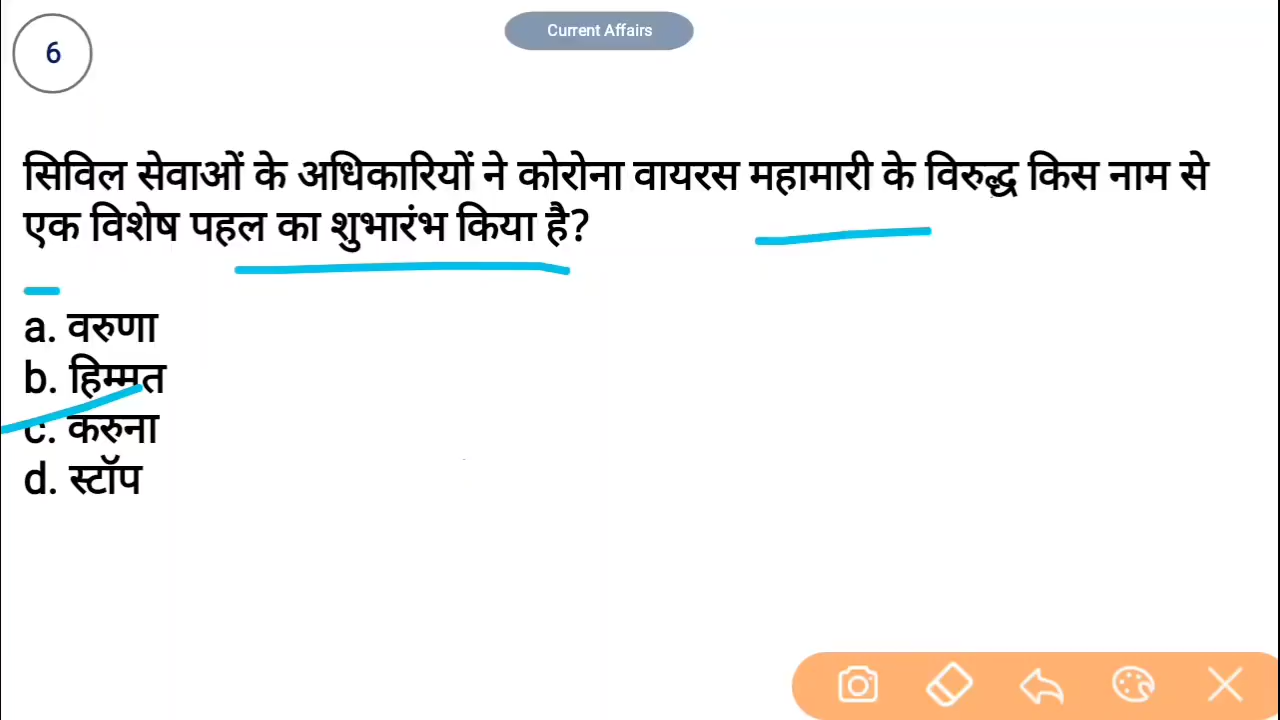 6
Current Affairs
सिविल सेवाओं के अधिकारियों ने कोरोना वायरस महामारी के विरुद्ध किस नाम से
एक विशेष पहल का शुभारंभ किया है?
a. वरुणा
b. हिम्मत
c. करुना
d. स्टॉप